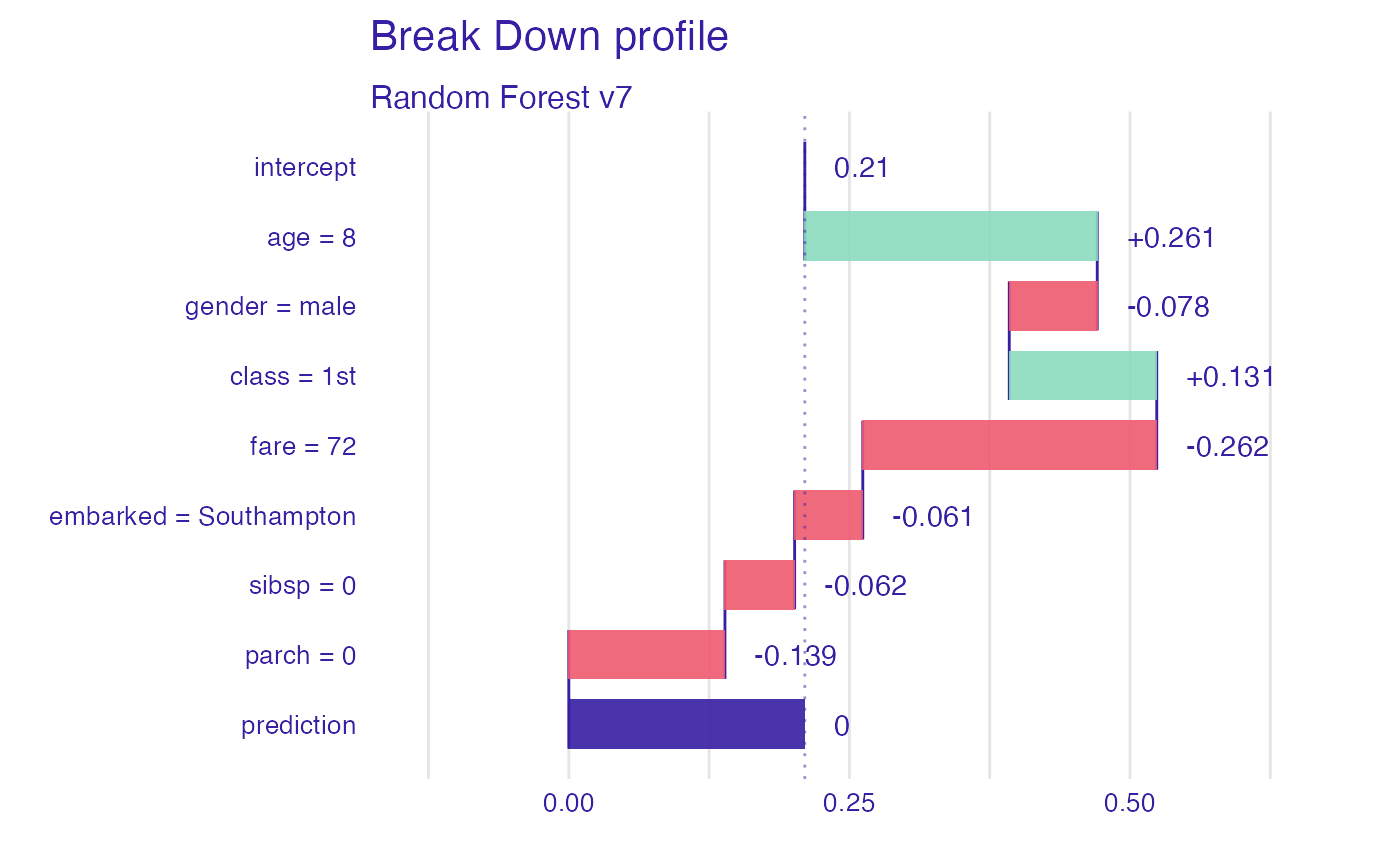 Break Down profile
Random Forest v7
intercept 0.21
age = 8 +0.261
gender = male -0.078
class = 1st +0.131
fare = 72 -0.262
embarked = Southampton -0.061
sibsp = 0 -0.062
parch = 0 -0.139
prediction 0
0.00 0.25 0.50